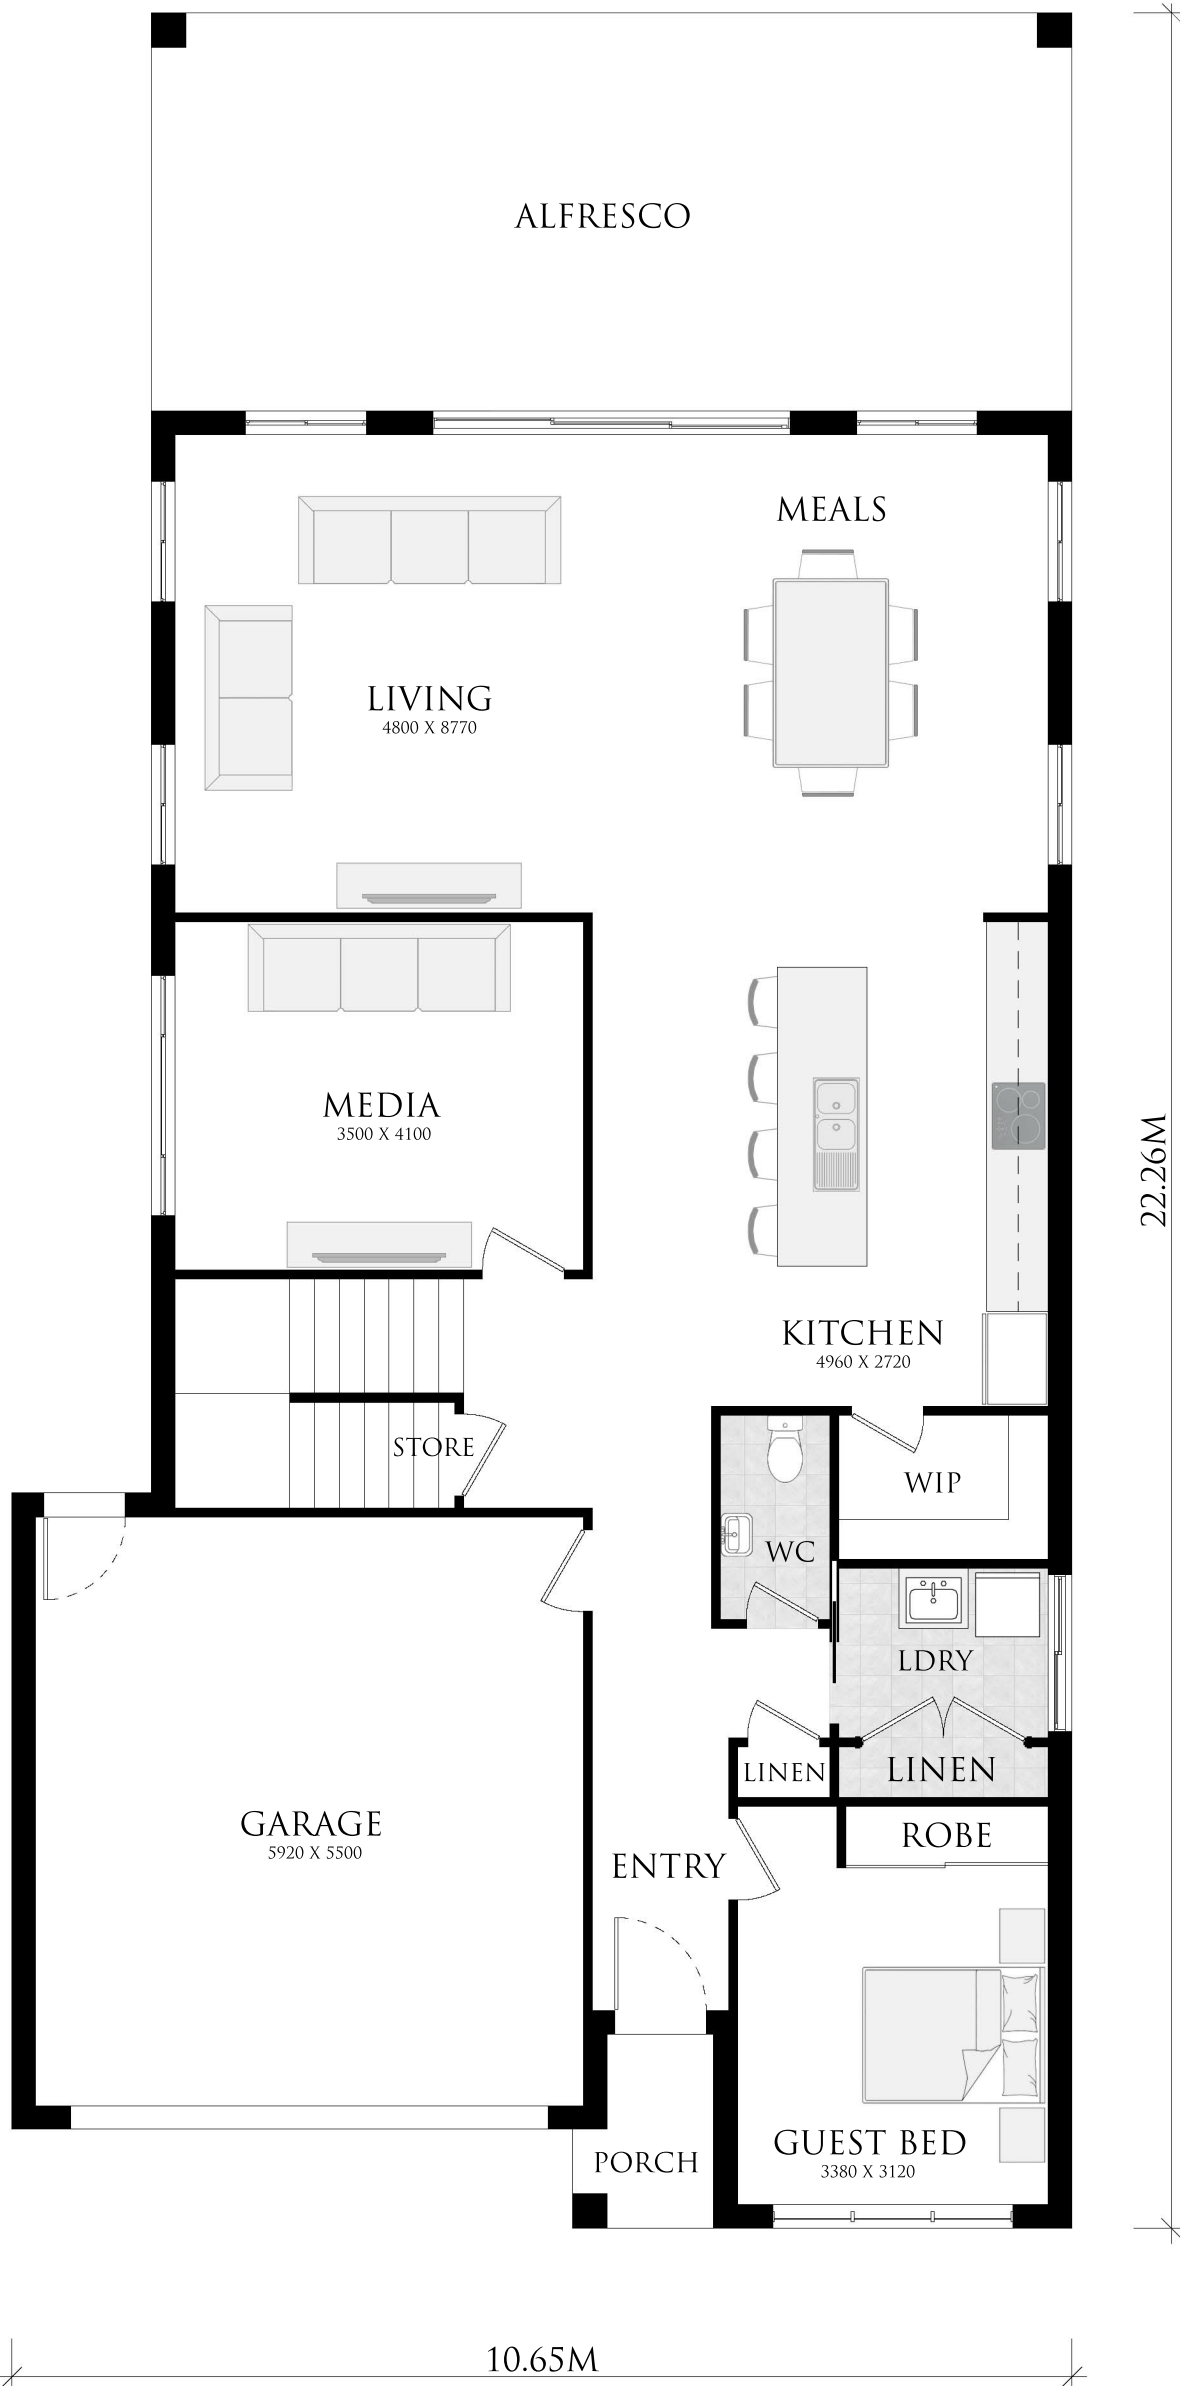 ALFRESCO
MEALS
LIVING
4800 X 8770
MEDIA
3500 X 4100
22.26M
KITCHEN
4960 X 2720
STORE
WIP
WC
LDRY
LINEN
LINEN
GARAGE
5920 X 5500
ROBE
ENTRY
GUEST BED
3380 X 3120
PORCH
10.65M